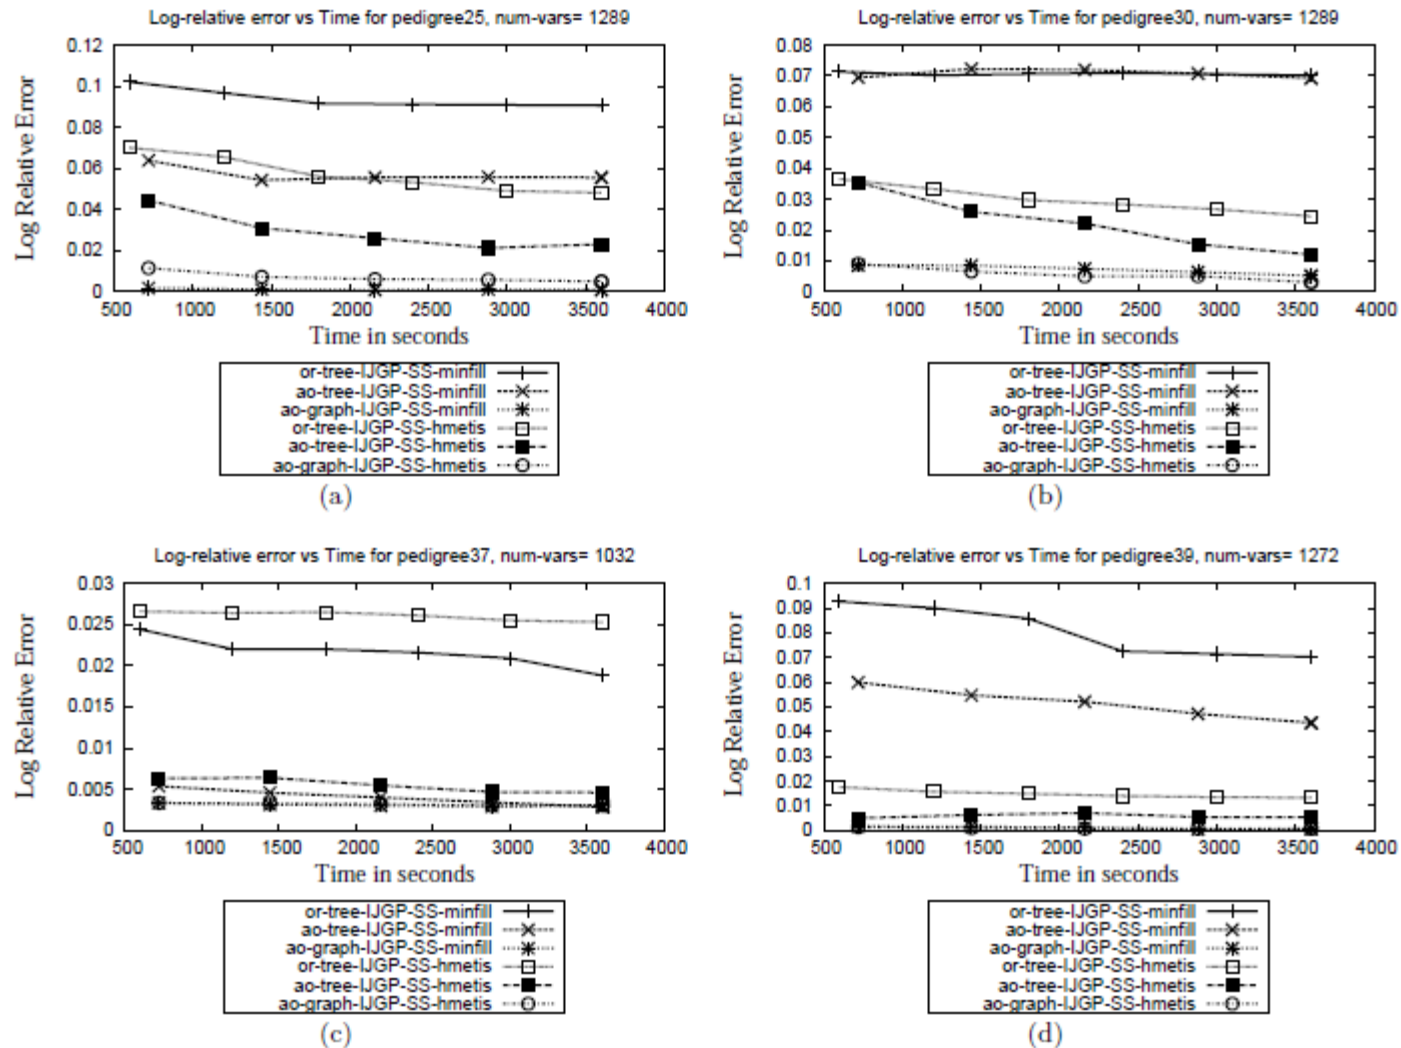 Log-relative error vs Time for pedigree25, num-vars= 1289
0.12
0.1
0.08
0.06
0.04
0.02
0
Log Relative Error
500 1000 1500 2000 2500 3000 3500 4000
Time in seconds
or-tree-IJGP-SS-minfill
ao-tree-IJGP-SS-minfill
ao-graph-IJGP-SS-minfill
or-tree-IJGP-SS-hmetis
ao-tree-IJGP-SS-hmetis
ao-graph-IJGP-SS-hmetis
(a)
Log-relative error vs Time for pedigree30, num-vars= 1289
0.08
0.07
0.06
0.05
0.04
0.03
0.02
0.01
0
Log Relative Error
500 1000 1500 2000 2500 3000 3500 4000
Time in seconds
or-tree-IJGP-SS-minfill
ao-tree-IJGP-SS-minfill
ao-graph-IJGP-SS-minfill
or-tree-IJGP-SS-hmetis
ao-tree-IJGP-SS-hmetis
ao-graph-IJGP-SS-hmetis
(b)
Log-relative error vs Time for pedigree37, num-vars= 1032
0.03
0.025
0.02
0.015
0.01
0.005
0
Log Relative Error
500 1000 1500 2000 2500 3000 3500 4000
Time in seconds
or-tree-IJGP-SS-minfill
ao-tree-IJGP-SS-minfill
ao-graph-IJGP-SS-minfill
or-tree-IJGP-SS-hmetis
ao-tree-IJGP-SS-hmetis
ao-graph-IJGP-SS-hmetis
(c)
Log-relative error vs Time for pedigree39, num-vars= 1272
0.1
0.09
0.08
0.07
0.06
0.05
0.04
0.03
0.02
0.01
0
Log Relative Error
500 1000 1500 2000 2500 3000 3500 4000
Time in seconds
or-tree-IJGP-SS-minfill
ao-tree-IJGP-SS-minfill
ao-graph-IJGP-SS-minfill
or-tree-IJGP-SS-hmetis
ao-tree-IJGP-SS-hmetis
ao-graph-IJGP-SS-hmetis
(d)